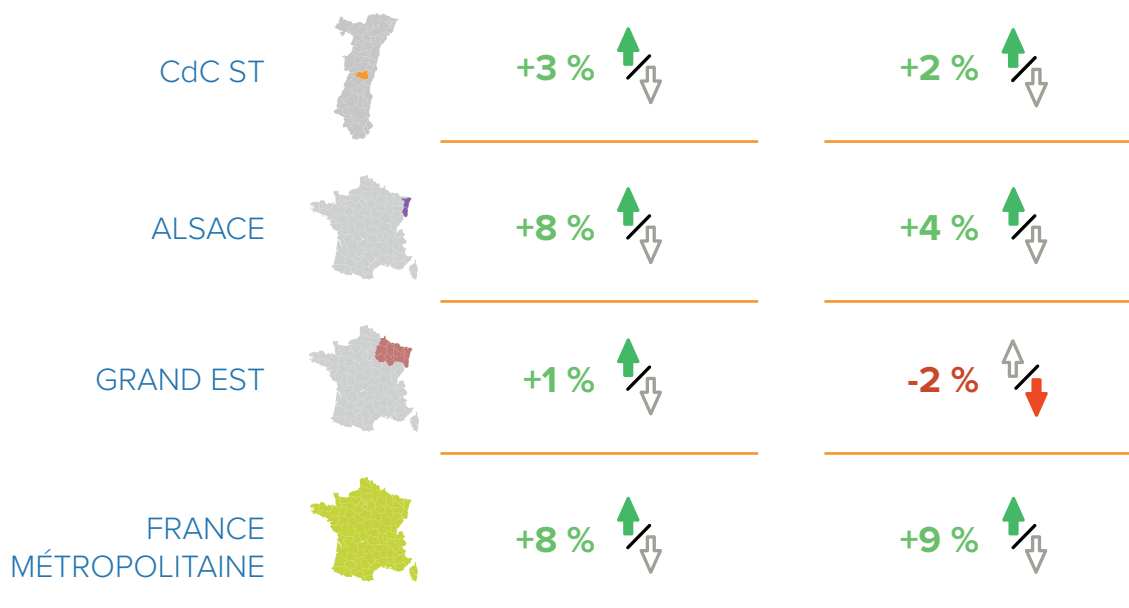 CdC ST +3 % +2 %
ALSACE +8 % +4 %
GRAND EST +1 % -2 %
FRANCE
MÉTROPOLITAINE +8 % +9 %